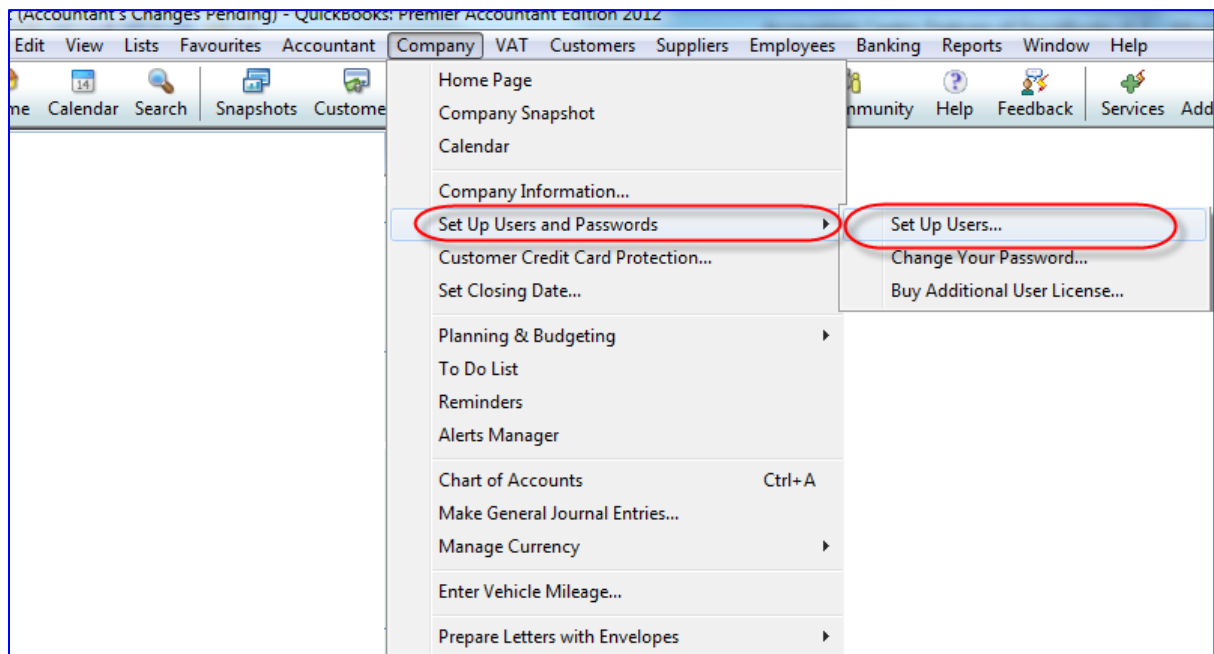 (Accountant's Changes Pending) - QuickBooks: Premier Accountant Edition 2012
Edit View Lists Favourites Accountant Company VAT Customers Suppliers Employees Banking Reports Window Help
14
me Calendar Search Snapshots Custome mmunity Help Feedback Services Add
Home Page
Company Snapshot
Calendar
Company Information...
Set Up Users and Passwords
Set Up Users...
Customer Credit Card Protection...
Change Your Password...
Set Closing Date...
Buy Additional User License...
Planning & Budgeting
To Do List
Reminders
Alerts Manager
Chart of Accounts Ctrl+A
Make General Journal Entries...
Manage Currency
Enter Vehicle Mileage...
Prepare Letters with Envelopes